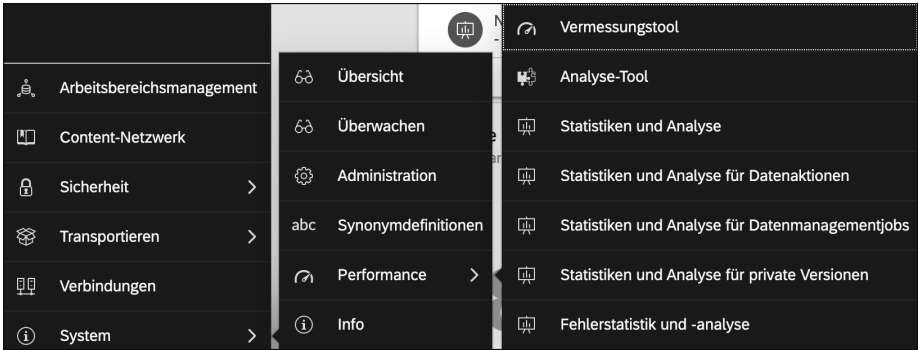 Arbeitsbereichsmanagement
Content-Netzwerk
Sicherheit
Transportieren
Verbindungen
System
Übersicht
Überwachen
Administration
abc Synonymdefinitionen
Performance
Info
Vermessungstool
Analyse-Tool
Statistiken und Analyse
Statistiken und Analyse für Datenaktionen
Statistiken und Analyse für Datenmanagementjobs
Statistiken und Analyse für private Versionen
Fehlerstatistik und -analyse